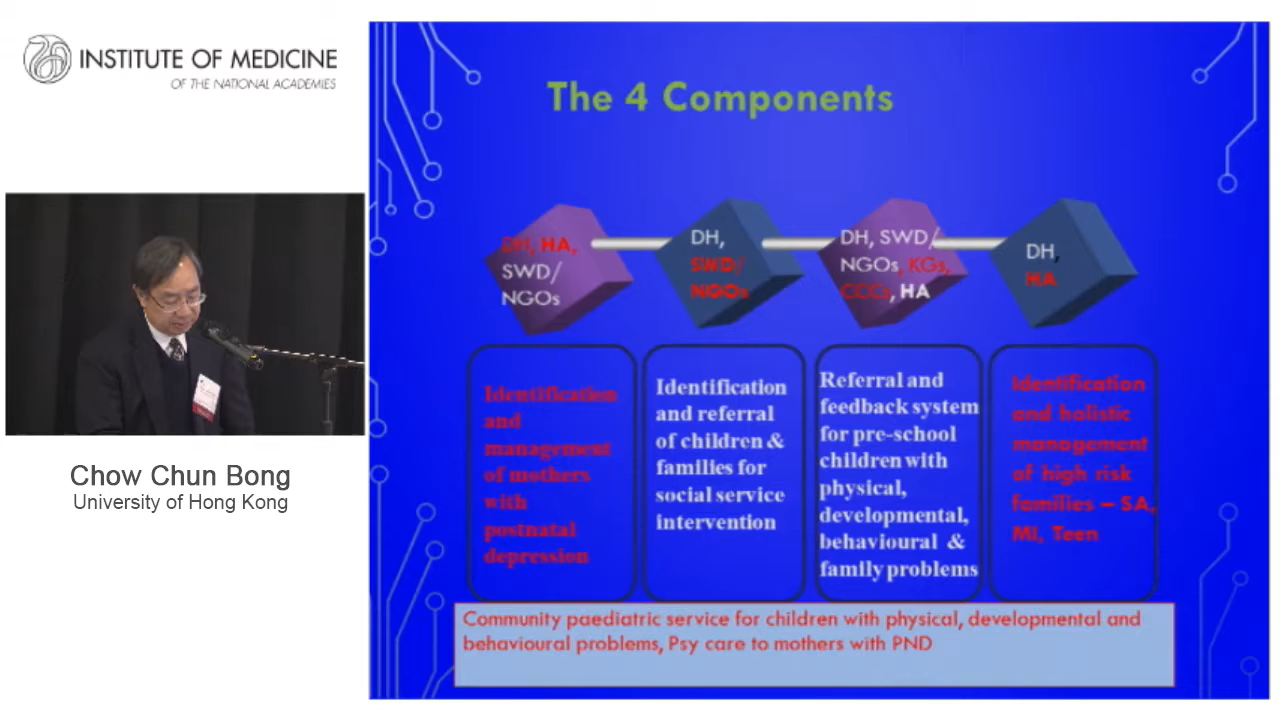 INSTITUTE OF MEDICINE
OF THE NATIONAL ACADEMIES
The 4 Components
DH, HA,
SWD/
NGOs
DH,
SWD/
NGOs
DH, SWD/
NGOs, KGs,
CCCs, HA
DH,
HA
Identification
and
management
of mothers
with
postnatal
depression
Identification
and referral
of children &
families for
social service
intervention
Referral and
feedback system
for pre-school
children with
physical,
developmental,
behavioural &
family problems
Identification
and holistic
management
of high risk
families – SA,
MI, Teen
Community paediatric service for children with physical, developmental and
behavioural problems, Psy care to mothers with PND
Chow Chun Bong
University of Hong Kong